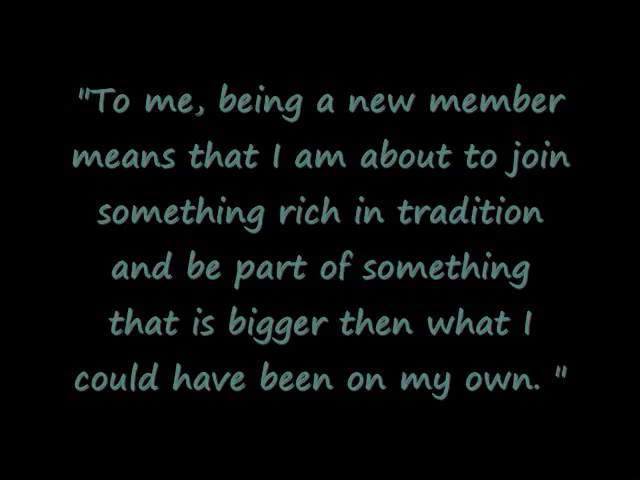 "To me, being a new member
means that I am about to join
something rich in tradition
and be part of something
that is bigger then what I
could have been on my own. "